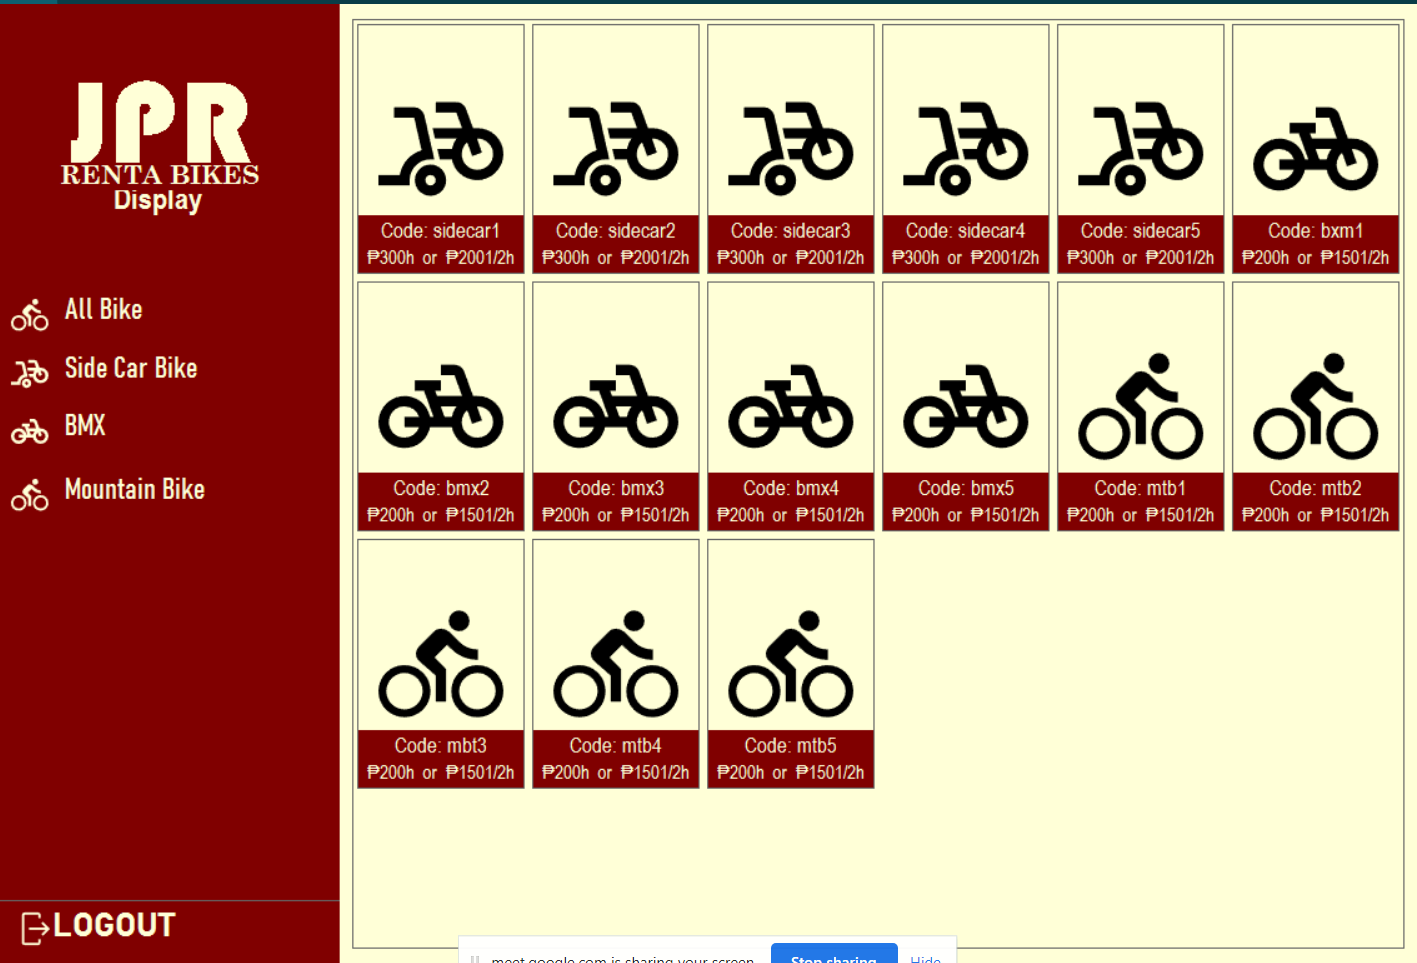 JPR
RENTA BIKES
Display
All Bike
Side Car Bike
BMX
Mountain Bike
LOGOUT
Code: sidecar1
₱300h or ₱2001/2h
Code: sidecar2
₱300h or ₱2001/2h
Code: sidecar3
₱300h or ₱2001/2h
Code: sidecar4
₱300h or ₱2001/2h
Code: sidecar5
₱300h or ₱2001/2h
Code: bxm1
₱200h or ₱1501/2h
Code: bmx2
₱200h or ₱1501/2h
Code: bmx3
₱200h or ₱1501/2h
Code: bmx4
₱200h or ₱1501/2h
Code: bmx5
₱200h or ₱1501/2h
Code: mtb1
₱200h or ₱1501/2h
Code: mtb2
₱200h or ₱1501/2h
Code: mbt3
₱200h or ₱1501/2h
Code: mtb4
₱200h or ₱1501/2h
Code: mtb5
₱200h or ₱1501/2h
meet.google.com is sharing your screen.
Stop sharing
Hide